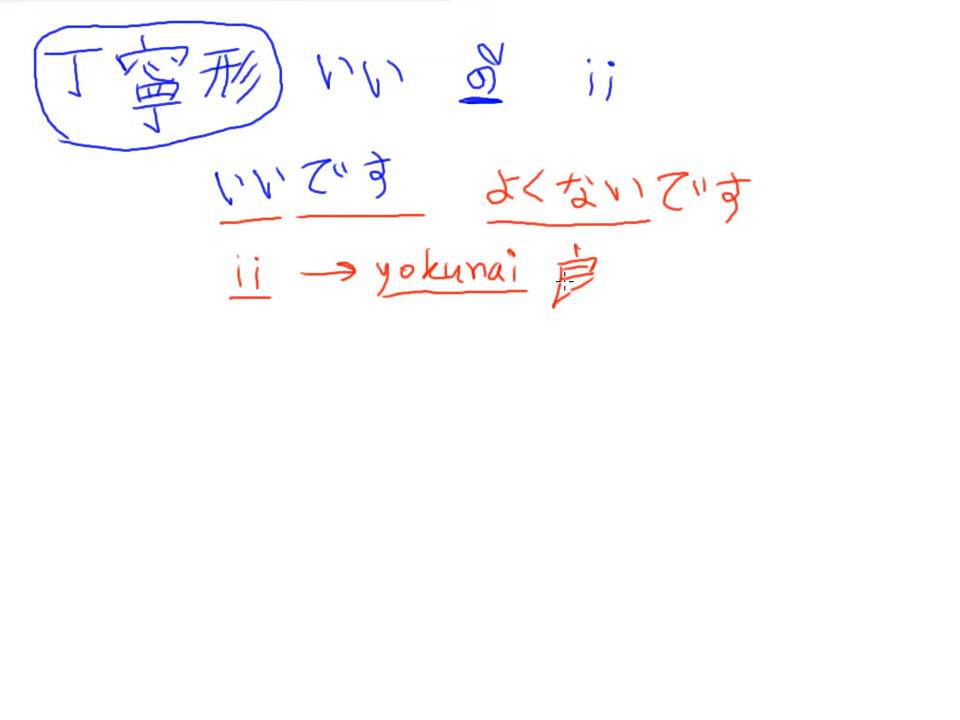 丁寧形 いい ii
いいです よくないです
ii → yokunai